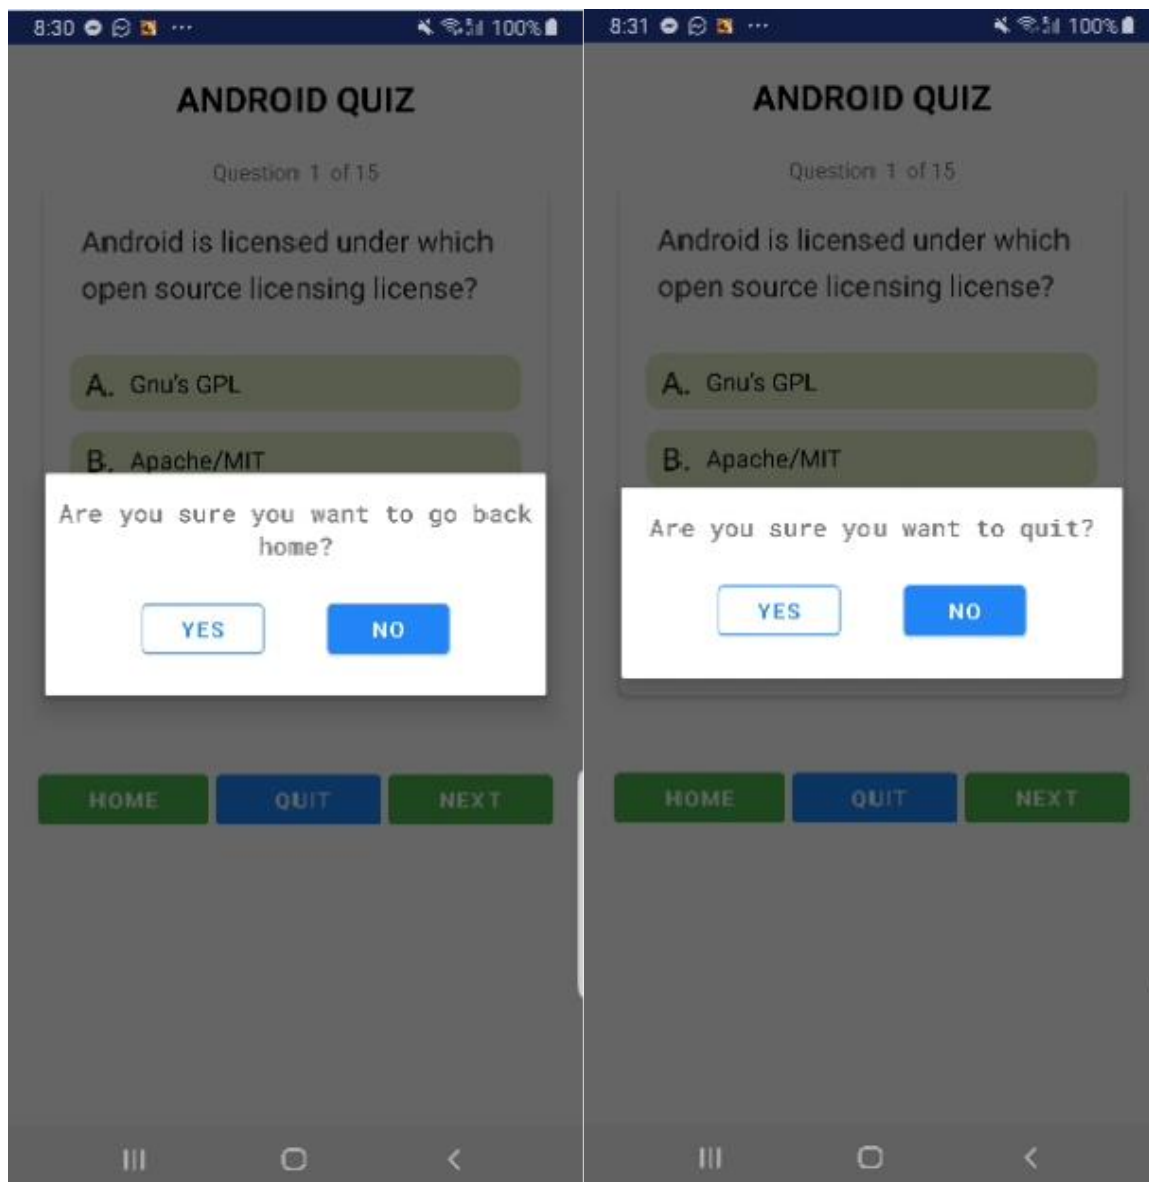 8:30 ... 100%
ANDROID QUIZ
Question 1 of 15
Android is licensed under which
open source licensing license?
A. Gnu's GPL
B. Apache/MIT
Are you sure you want to go back
home?
YES NO
HOME QUIT NEXT
8:31 ... 100%
ANDROID QUIZ
Question 1 of 15
Android is licensed under which
open source licensing license?
A. Gnu's GPL
B. Apache/MIT
Are you sure you want to quit?
YES NO
HOME QUIT NEXT